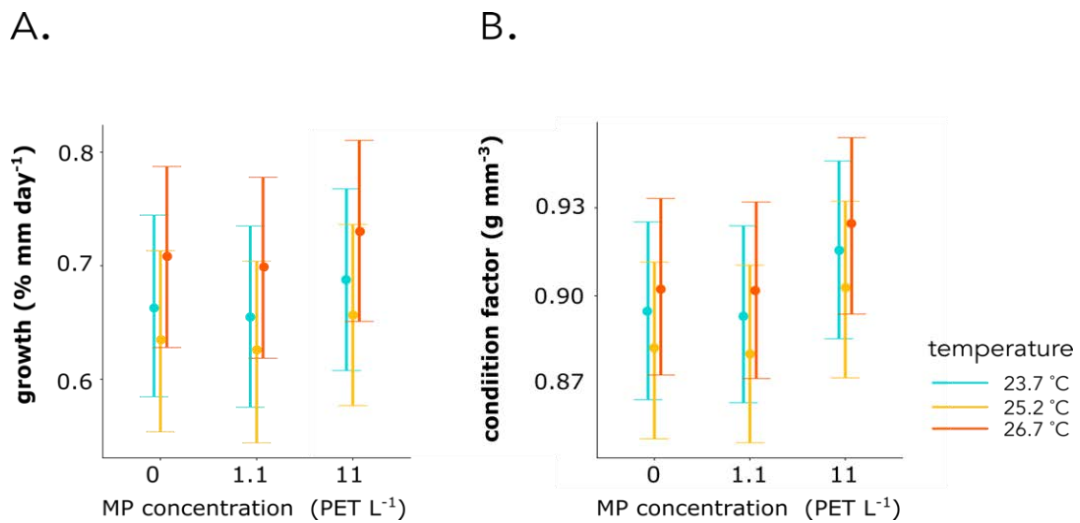 A.
B.
growth (% mm day⁻¹)
0.8
0.7
0.6
0
1.1
11
MP concentration (PET L⁻¹)
condiition factor (g mm⁻³)
0.93
0.90
0.87
0
1.1
11
MP concentration (PET L⁻¹)
temperature
23.7 °C
25.2 °C
26.7 °C